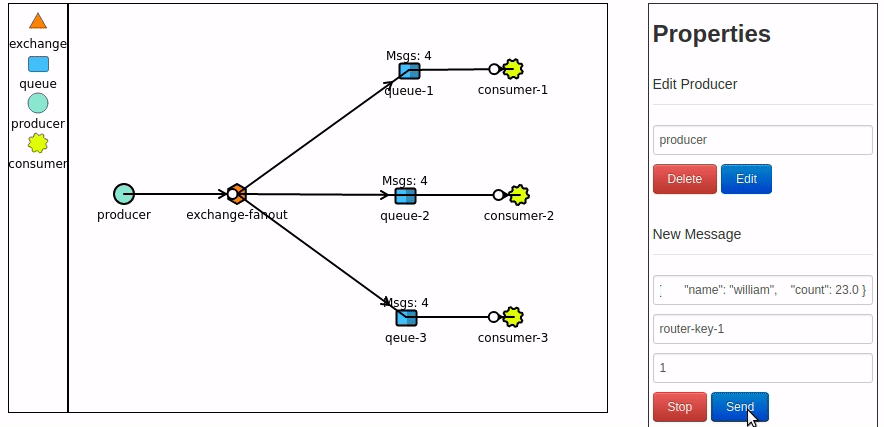 exchange
queue
producer
consumer
Msgs: 4
queue-1
consumer-1
producer
exchange-fanout
Msgs: 4
queue-2
consumer-2
Msgs: 4
qeue-3
consumer-3
Properties
Edit Producer
producer
Delete
Edit
New Message
"name": "william", "count": 23.0 }
router-key-1
1
Stop
Send